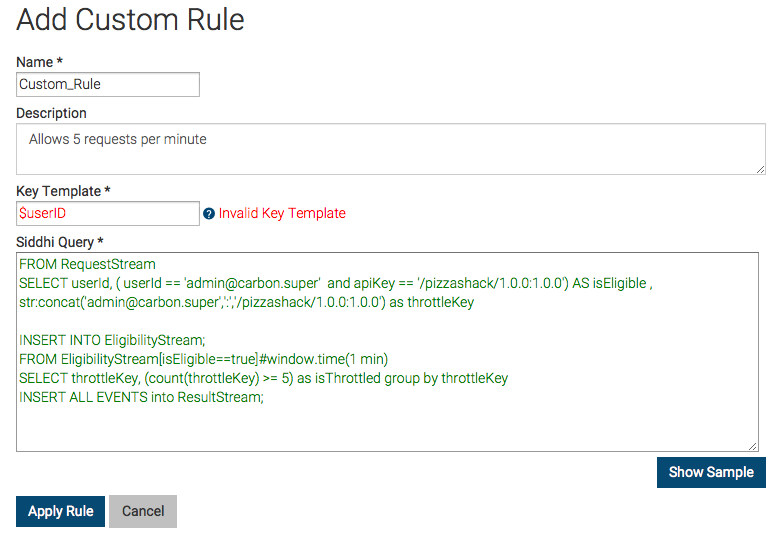 Add Custom Rule
Name *
Custom_Rule
Description
Allows 5 requests per minute
Key Template *
$userID ? Invalid Key Template
Siddhi Query *
FROM RequestStream
SELECT userId, ( userId == 'admin@carbon.super'  and apiKey == '/pizzashack/1.0.0:1.0.0') AS isEligible ,
str:concat('admin@carbon.super',':','/pizzashack/1.0.0:1.0.0') as throttleKey
INSERT INTO EligibilityStream;
FROM EligibilityStream[isEligible==true]#window.time(1 min)
SELECT throttleKey, (count(throttleKey) >= 5) as isThrottled group by throttleKey
INSERT ALL EVENTS into ResultStream;
Show Sample
Apply Rule Cancel